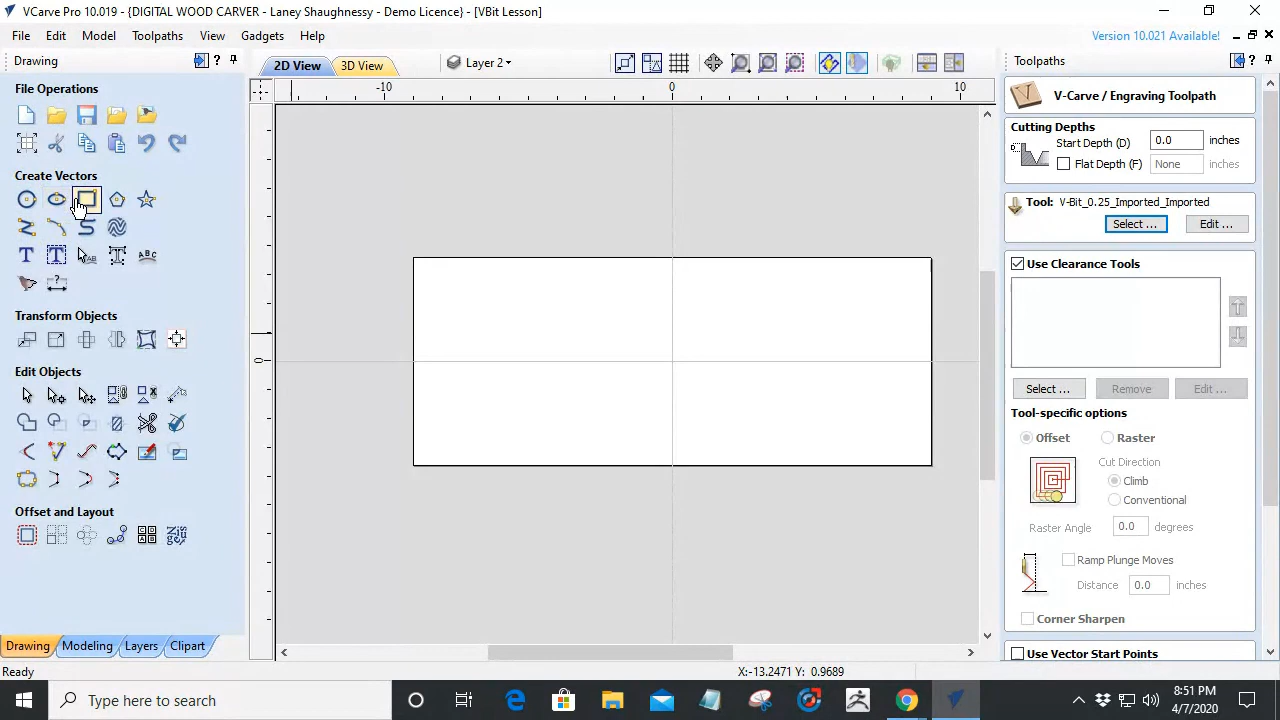 VCarve Pro 10.019 - {DIGITAL WOOD CARVER - Laney Shaughnessy - Demo Licence} - [VBit Lesson]
File Edit Model Toolpaths View Gadgets Help
Version 10.021 Available!
Drawing
2D View
3D View
Layer 2
Toolpaths
File Operations
-10 0 10
V-Carve / Engraving Toolpath
Cutting Depths
Start Depth (D) 0.0 inches
Flat Depth (F) None inches
Create Vectors
Tool: V-Bit_0.25_Imported_Imported
Select ... Edit ...
Use Clearance Tools
Transform Objects
0
Edit Objects
Select ... Remove Edit ...
Tool-specific options
Offset Raster
Cut Direction
Climb
Conventional
Raster Angle 0.0 degrees
Offset and Layout
Ramp Plunge Moves
Distance 0.0 inches
Corner Sharpen
Use Vector Start Points
Drawing Modeling Layers Clipart
Ready
X:-13.2471 Y: 0.9689
Type here to search
8:51 PM
4/7/2020